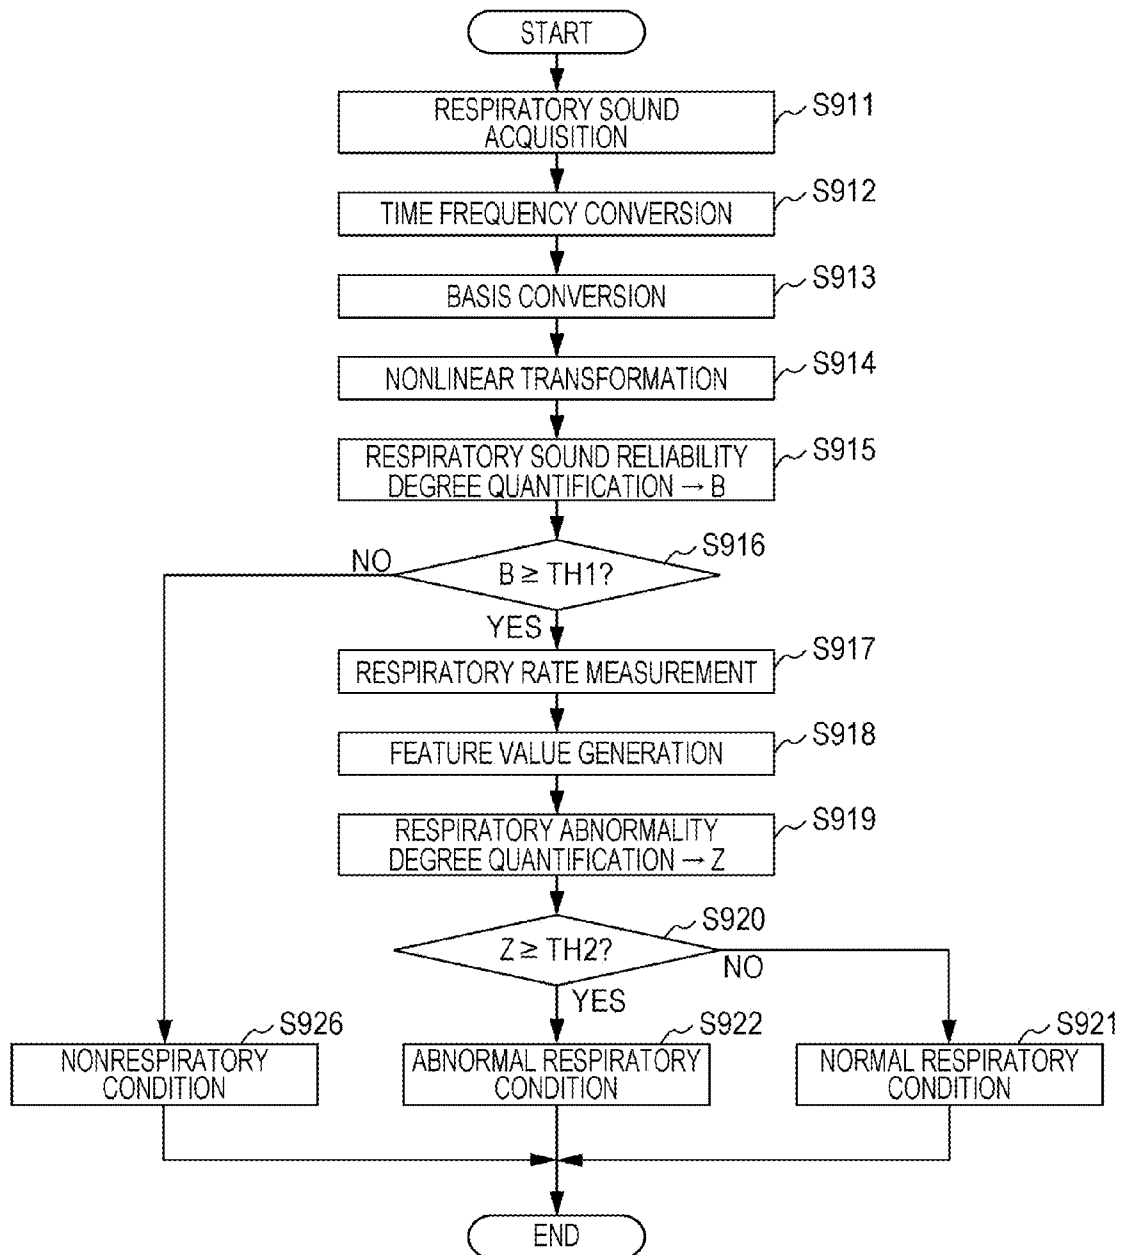 START
RESPIRATORY SOUND
ACQUISITION
S911
TIME FREQUENCY CONVERSION
S912
BASIS CONVERSION
S913
NONLINEAR TRANSFORMATION
S914
RESPIRATORY SOUND RELIABILITY
DEGREE QUANTIFICATION → B
S915
B ≧ TH1?
S916
NO
YES
RESPIRATORY RATE MEASUREMENT
S917
FEATURE VALUE GENERATION
S918
RESPIRATORY ABNORMALITY
DEGREE QUANTIFICATION → Z
S919
Z ≧ TH2?
S920
NO
YES
S926
NONRESPIRATORY
CONDITION
S922
ABNORMAL RESPIRATORY
CONDITION
S921
NORMAL RESPIRATORY
CONDITION
END